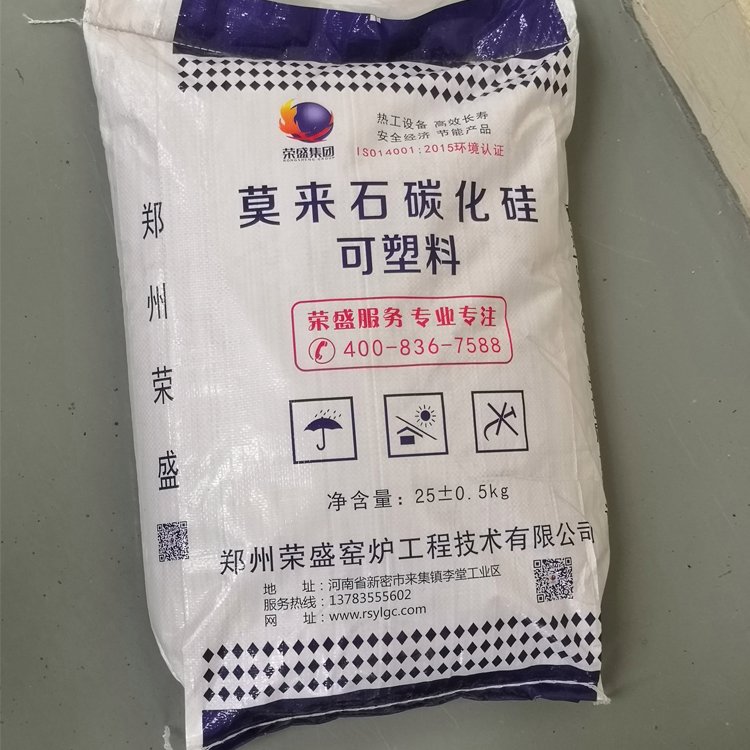 荣盛集团
RONGSHENG GROUP
热工设备 高效长寿
安全经济 节能产品
ISO14001:2015环境认证
莫来石碳化硅
可塑料
荣盛服务 专业专注
400-836-7588
净含量：25±0.5kg
郑州荣盛窑炉工程技术有限公司
地 址：河南省新密市来集镇李堂工业区
服务热线：13783555602
网 址：www.rsylgc.com
郑州荣盛